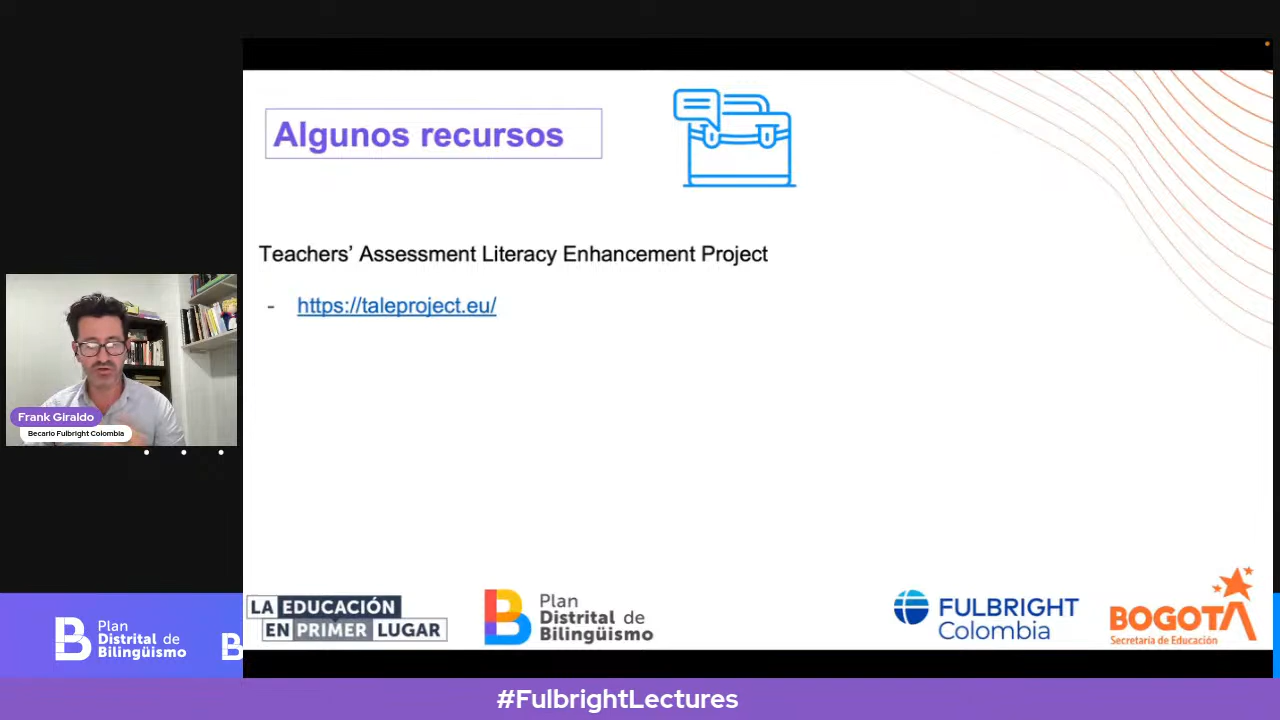 Algunos recursos
Teachers’ Assessment Literacy Enhancement Project
- https://taleproject.eu/
Frank Giraldo
Becario Fulbright Colombia
LA EDUCACIÓN
EN PRIMER LUGAR
B Plan
Distrital de
Bilingüismo
FULBRIGHT
Colombia
BOGOTÁ
Secretaría de Educación
B Plan
Distrital de
Bilingüismo
B
#FulbrightLectures